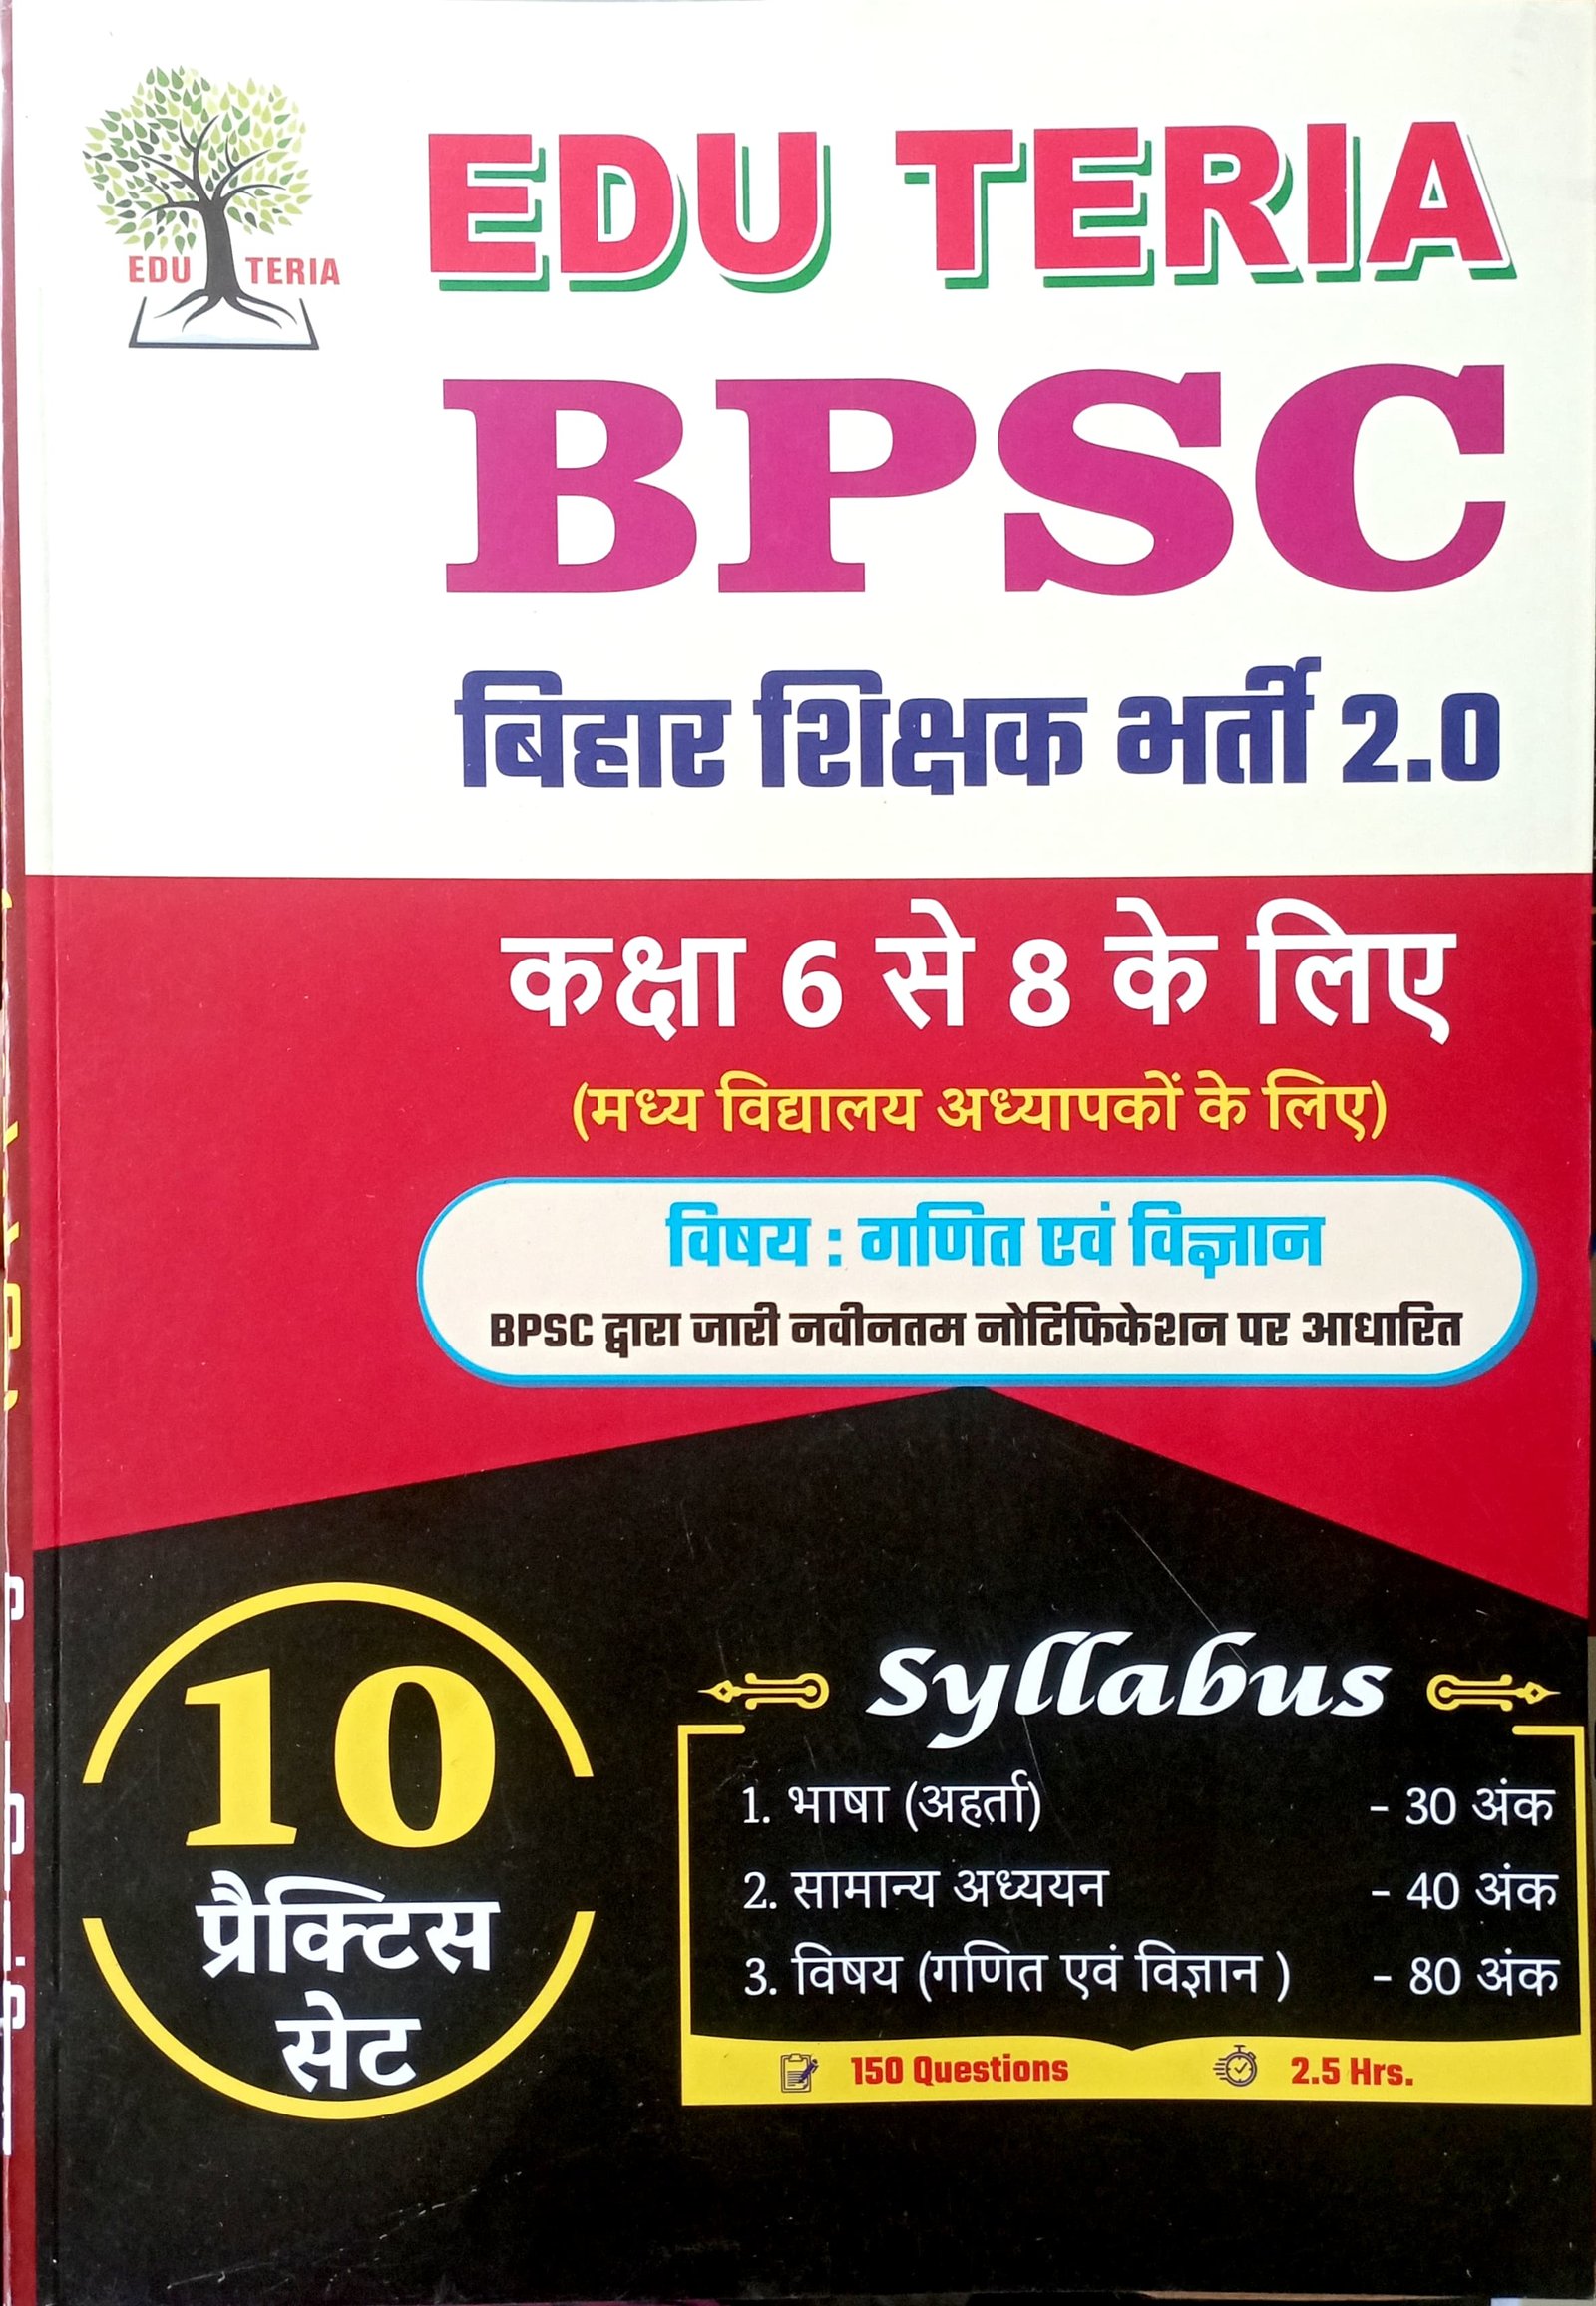 EDU TERIA
EDU TERIA
BPSC
बिहार शिक्षक भर्ती 2.0
कक्षा 6 से 8 के लिए
(मध्य विद्यालय अध्यापकों के लिए)
विषय : गणित एवं विज्ञान
BPSC द्वारा जारी नवीनतम नोटिफिकेशन पर आधारित
10
प्रैक्टिस
सेट
Syllabus
1. भाषा (अहर्ता) - 30 अंक
2. सामान्य अध्ययन - 40 अंक
3. विषय (गणित एवं विज्ञान ) - 80 अंक
150 Questions 2.5 Hrs.